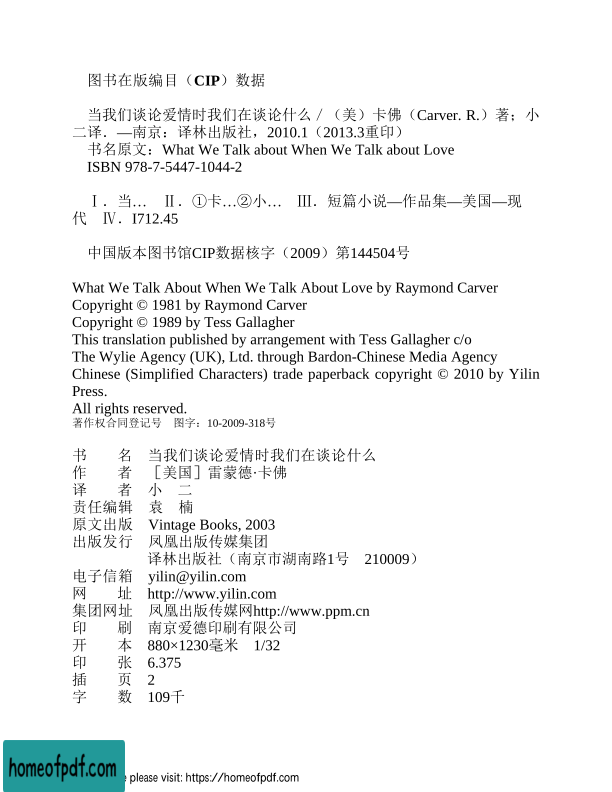 图书在版编目（CIP）数据
当我们谈论爱情时我们在谈论什么／（美）卡佛（Carver. R.）著；小
二译．—南京：译林出版社，2010.1（2013.3重印）
书名原文：What We Talk about When We Talk about Love
ISBN 978-7-5447-1044-2
Ⅰ．当… Ⅱ．①卡…②小… Ⅲ．短篇小说—作品集—美国—现
代 Ⅳ．I712.45
中国版本图书馆CIP数据核字（2009）第144504号
What We Talk About When We Talk About Love by Raymond Carver
Copyright © 1981 by Raymond Carver
Copyright © 1989 by Tess Gallagher
This translation published by arrangement with Tess Gallagher c/o
The Wylie Agency (UK), Ltd. through Bardon-Chinese Media Agency
Chinese (Simplified Characters) trade paperback copyright © 2010 by Yilin
Press.
All rights reserved.
著作权合同登记号 图字：10-2009-318号
书 名 当我们谈论爱情时我们在谈论什么
作 者 ［美国］雷蒙德·卡佛
译 者 小 二
责任编辑 袁 楠
原文出版 Vintage Books, 2003
出版发行 凤凰出版传媒集团
译林出版社（南京市湖南路1号 210009）
电子信箱 yilin@yilin.com
网 址 http://www.yilin.com
集团网址 凤凰出版传媒网http://www.ppm.cn
印 刷 南京爱德印刷有限公司
开 本 880×1230毫米 1/32
印 张 6.375
插 页 2
字 数 109千
homeofpdf.com
please visit: https://homeofpdf.com